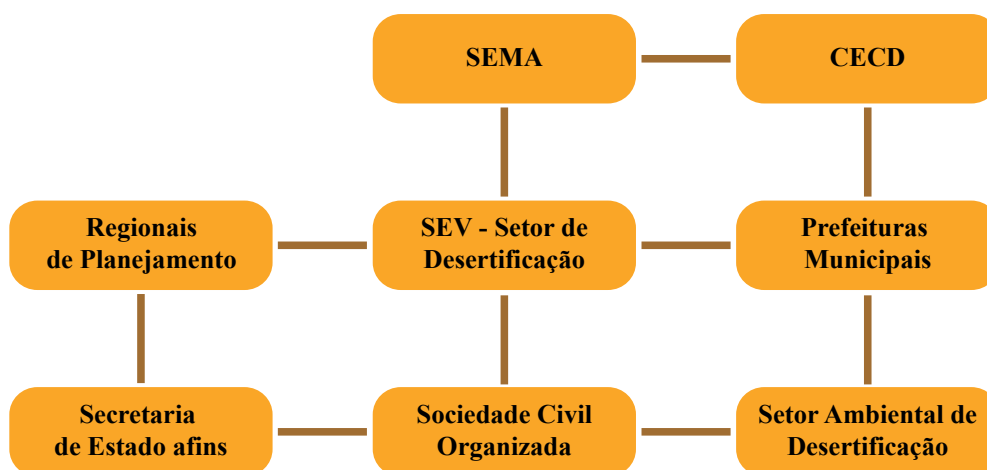 SEMA
CECD
Regionais
de Planejamento
SEV - Setor de
Desertificação
Prefeituras
Municipais
Secretaria
de Estado afins
Sociedade Civil
Organizada
Setor Ambiental de
Desertificação